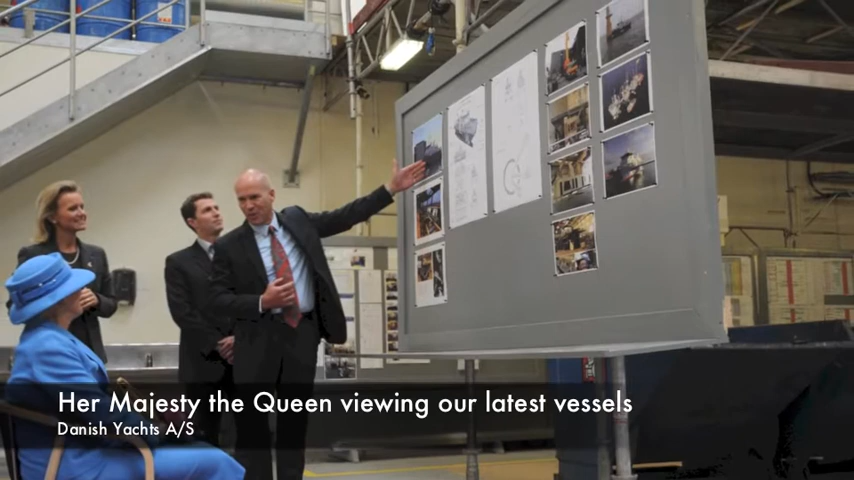 Her Majesty the Queen viewing our latest vessels
Danish Yachts A/S